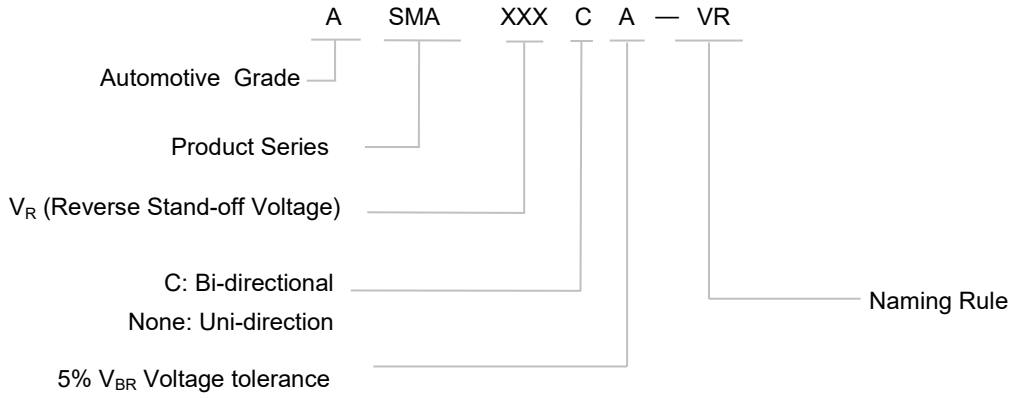 A SMA XXX C A — VR
Automotive Grade
Product Series
VR (Reverse Stand-off Voltage)
C: Bi-directional
None: Uni-direction
Naming Rule
5% VBR Voltage tolerance